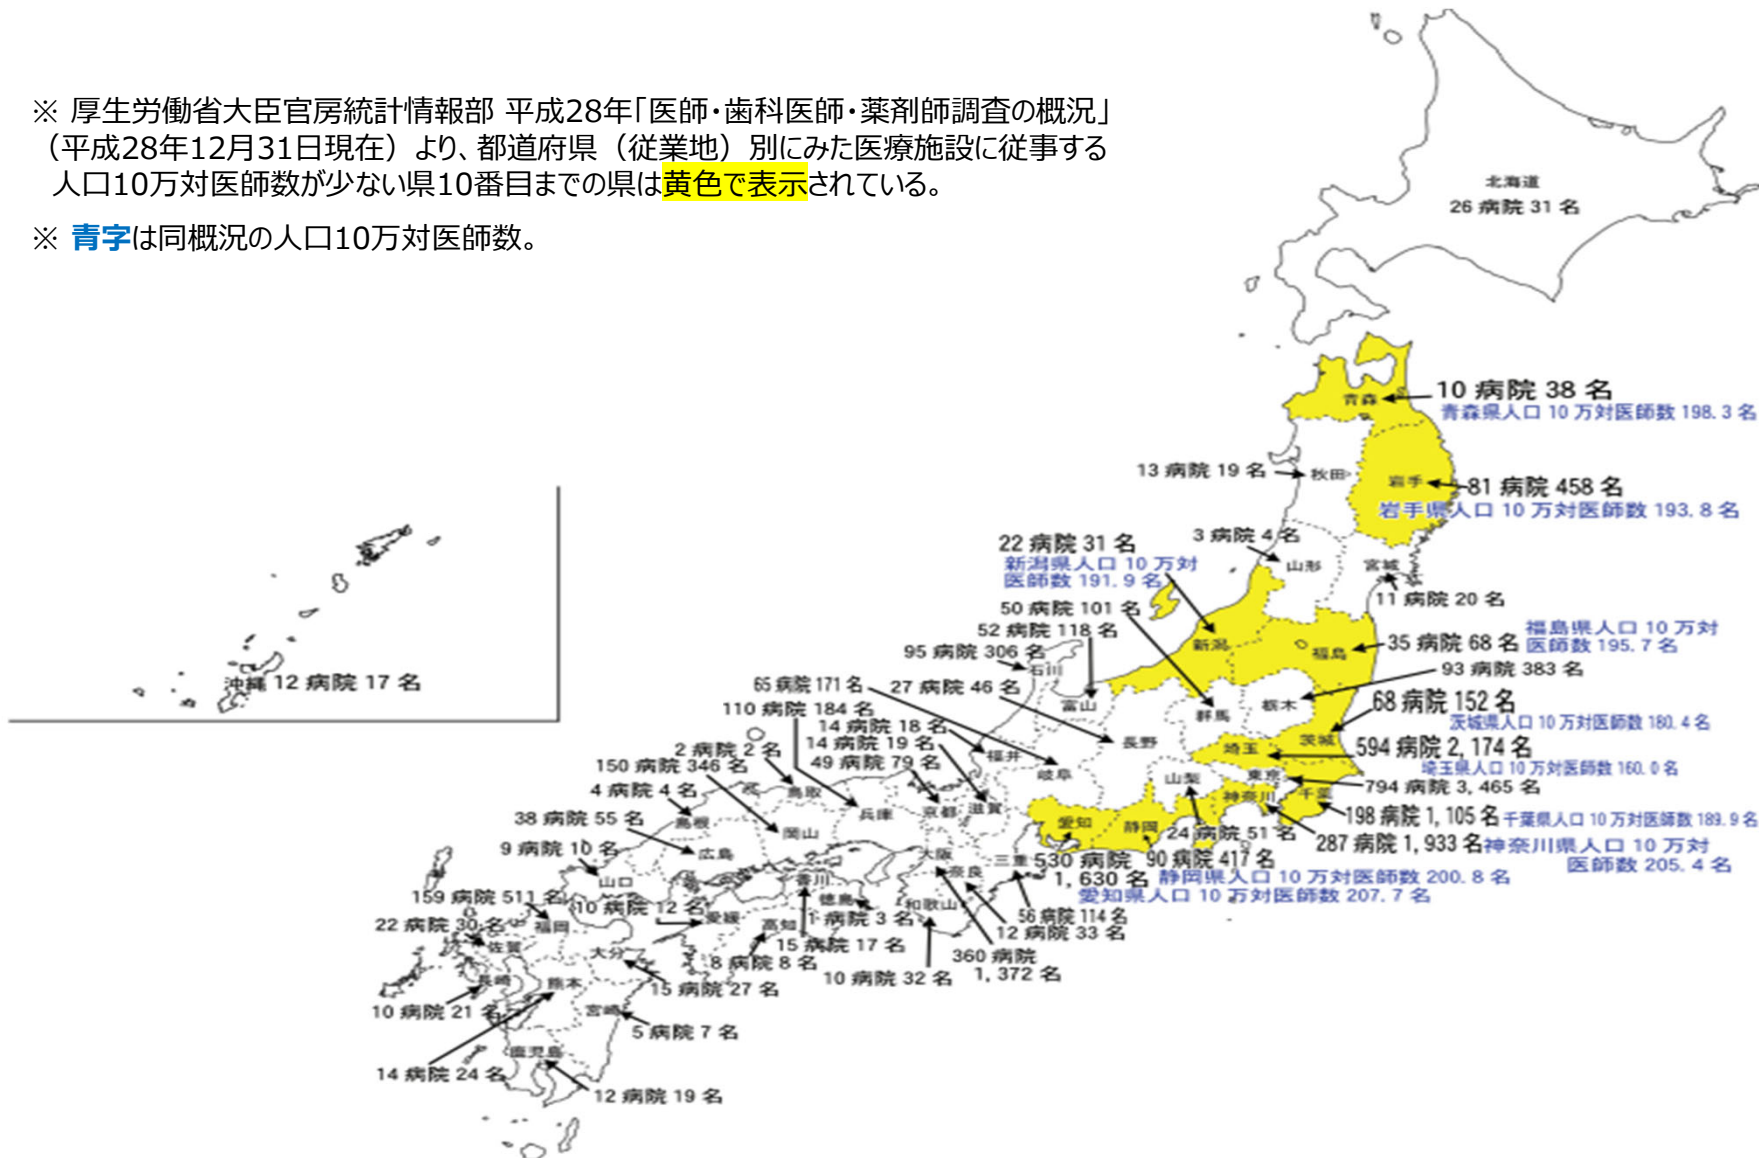 ※ 厚生労働省大臣官房統計情報部 平成28年「医師・歯科医師・薬剤師調査の概況」
（平成28年12月31日現在）より、都道府県（従業地）別にみた医療施設に従事する
人口10万対医師数が少ない県10番目までの県は黄色で表示されている。
※ 青字は同概況の人口10万対医師数。
北海道
26 病院 31 名
10 病院 38 名
青森
青森県人口 10 万対医師数 198.3 名
13 病院 19 名
秋田
岩手
81 病院 458 名
岩手県人口 10 万対医師数 193.8 名
3 病院 4 名
22 病院 31 名
新潟県人口 10 万対
医師数 191.9 名
山形
宮城
11 病院 20 名
50 病院 101 名
52 病院 118 名
福島県人口 10 万対
35 病院 68 名
医師数 195.7 名
新潟
福島
95 病院 306 名
石川
93 病院 383 名
沖縄 12 病院 17 名
65 病院 171 名
27 病院 46 名
富山
群馬
栃木
68 病院 152 名
茨城県人口 10 万対医師数 180.4 名
110 病院 184 名
14 病院 18 名
14 病院 19 名
長野
茨城
埼玉
594 病院 2,174 名
埼玉県人口 10 万対医師数 160.0 名
2 病院 2 名
福井
49 病院 79 名
150 病院 346 名
岐阜
山梨
東京
794 病院 3,465 名
4 病院 4 名
鳥取
千葉
神奈川
兵庫
京都
滋賀
198 病院 1,105 名
千葉県人口 10 万対医師数 189.9 名
38 病院 55 名
島根
岡山
愛知
静岡
24 病院 51 名
287 病院 1,933 名
神奈川県人口 10 万対
医師数 205.4 名
9 病院 10 名
広島
大阪
三重
530 病院
1,630 名
90 病院 417 名
静岡県人口 10 万対医師数 200.8 名
愛知県人口 10 万対医師数 207.7 名
奈良
山口
香川
徳島
和歌山
159 病院 511 名
10 病院 12 名
愛媛
1 病院 3 名
56 病院 114 名
22 病院 30 名
福岡
高知
12 病院 33 名
佐賀
大分
15 病院 17 名
360 病院
1,372 名
8 病院 8 名
10 病院 32 名
長崎
熊本
15 病院 27 名
10 病院 21 名
宮崎
5 病院 7 名
鹿児島
14 病院 24 名
12 病院 19 名